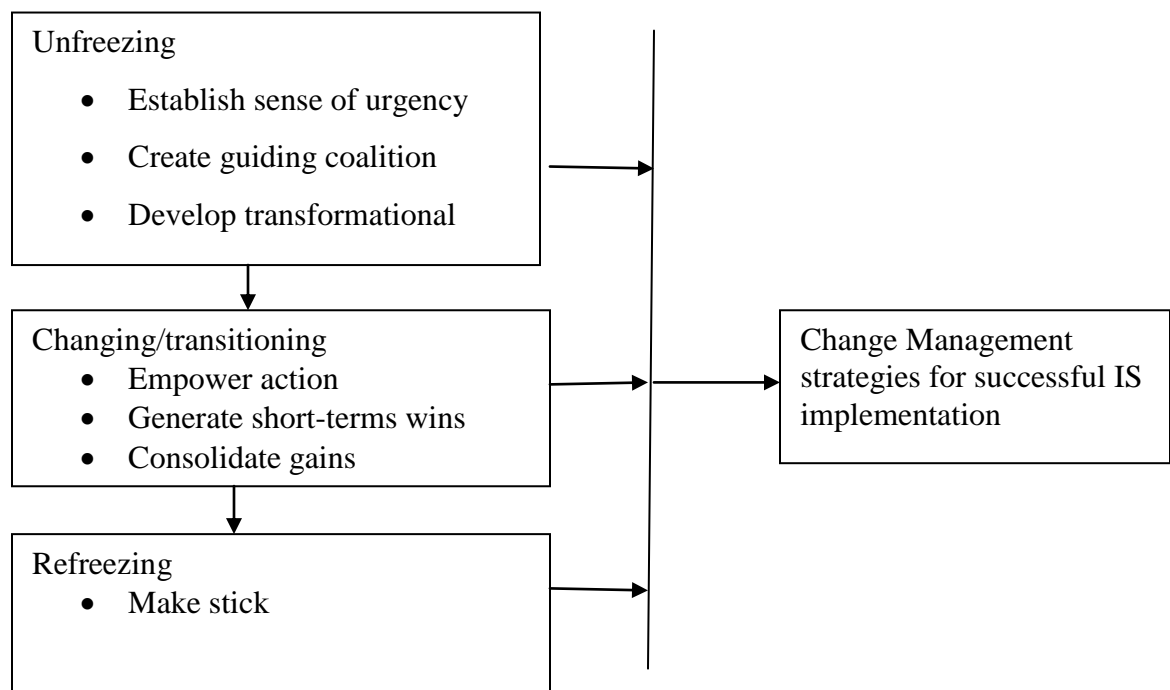 Unfreezing
• Establish sense of urgency
• Create guiding coalition
• Develop transformational
Changing/transitioning
• Empower action
• Generate short-terms wins
• Consolidate gains
Refreezing
• Make stick
Change Management
strategies for successful IS
implementation